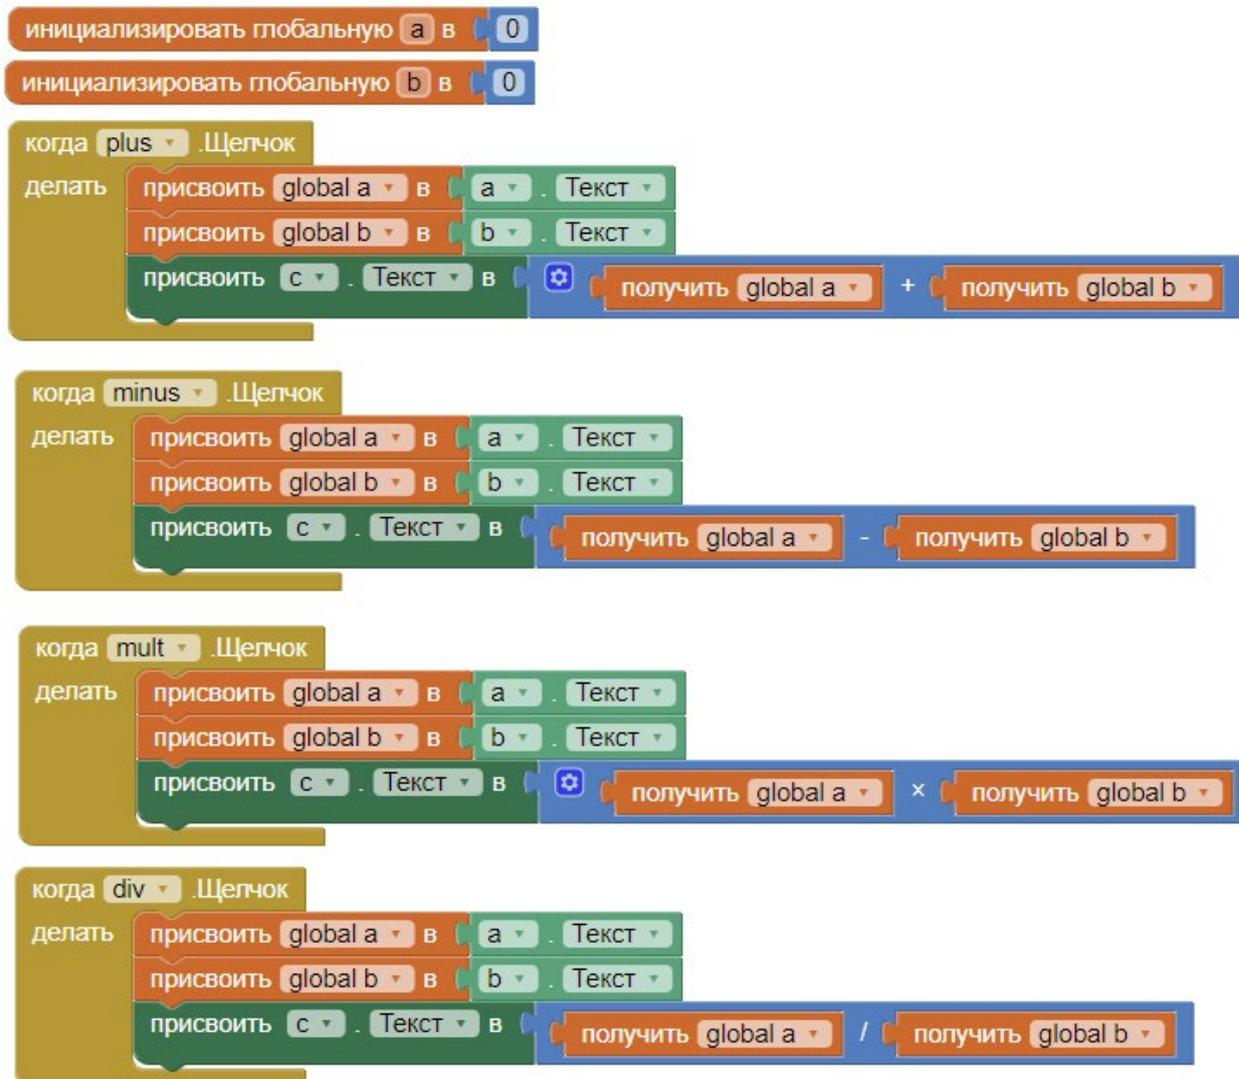 инициализировать глобальную a в 0
инициализировать глобальную b в 0
когда plus .Щелчок
делать присвоить global a в a . Текст
присвоить global b в b . Текст
присвоить c . Текст в получить global a + получить global b
когда minus .Щелчок
делать присвоить global a в a . Текст
присвоить global b в b . Текст
присвоить c . Текст в получить global a - получить global b
когда mult .Щелчок
делать присвоить global a в a . Текст
присвоить global b в b . Текст
присвоить c . Текст в получить global a × получить global b
когда div .Щелчок
делать присвоить global a в a . Текст
присвоить global b в b . Текст
присвоить c . Текст в получить global a / получить global b